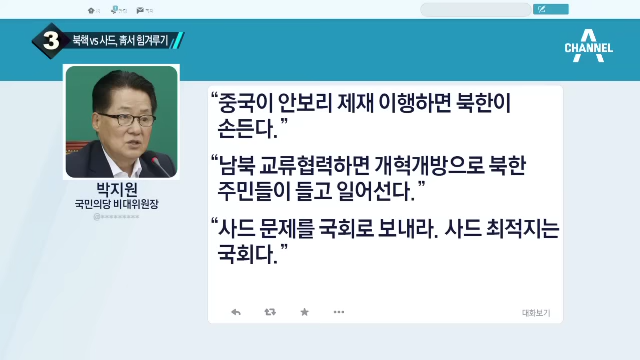 3 북핵 vs 사드, 靑서 힘겨루기
CHANNEL A
"중국이 안보리 제재 이행하면 북한이
손든다."
"남북 교류협력하면 개혁개방으로 북한
주민들이 들고 일어선다."
"사드 문제를 국회로 보내라. 사드 최적지는
국회다."
박지원
국민의당 비대위원장
대화보기